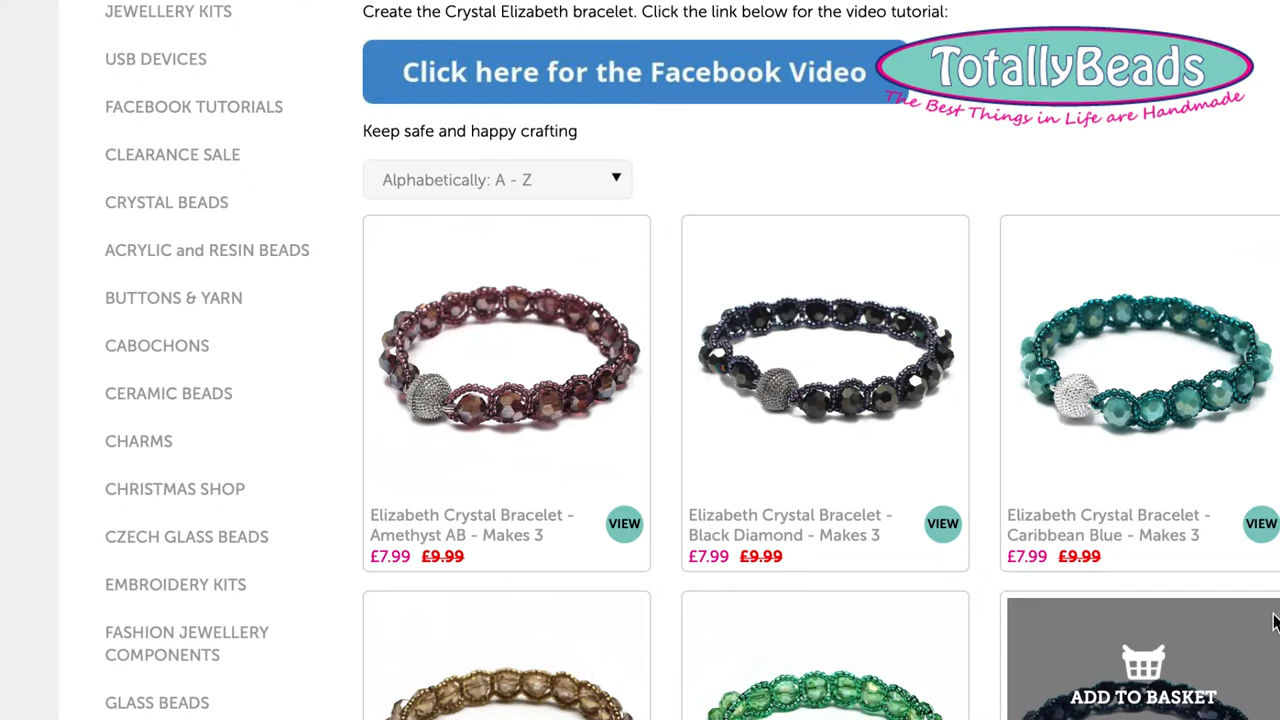 JEWELLERY KITS
USB DEVICES
FACEBOOK TUTORIALS
CLEARANCE SALE
CRYSTAL BEADS
ACRYLIC and RESIN BEADS
BUTTONS & YARN
CABOCHONS
CERAMIC BEADS
CHARMS
CHRISTMAS SHOP
CZECH GLASS BEADS
EMBROIDERY KITS
FASHION JEWELLERY
COMPONENTS
GLASS BEADS
Create the Crystal Elizabeth bracelet. Click the link below for the video tutorial:
Click here for the Facebook Video
TotallyBeads
The Best Things in Life are Handmade
Keep safe and happy crafting
Alphabetically: A - Z
Elizabeth Crystal Bracelet -
Amethyst AB - Makes 3
£7.99 £9.99
VIEW
Elizabeth Crystal Bracelet -
Black Diamond - Makes 3
£7.99 £9.99
VIEW
Elizabeth Crystal Bracelet -
Caribbean Blue - Makes 3
£7.99 £9.99
VIEW
ADD TO BASKET